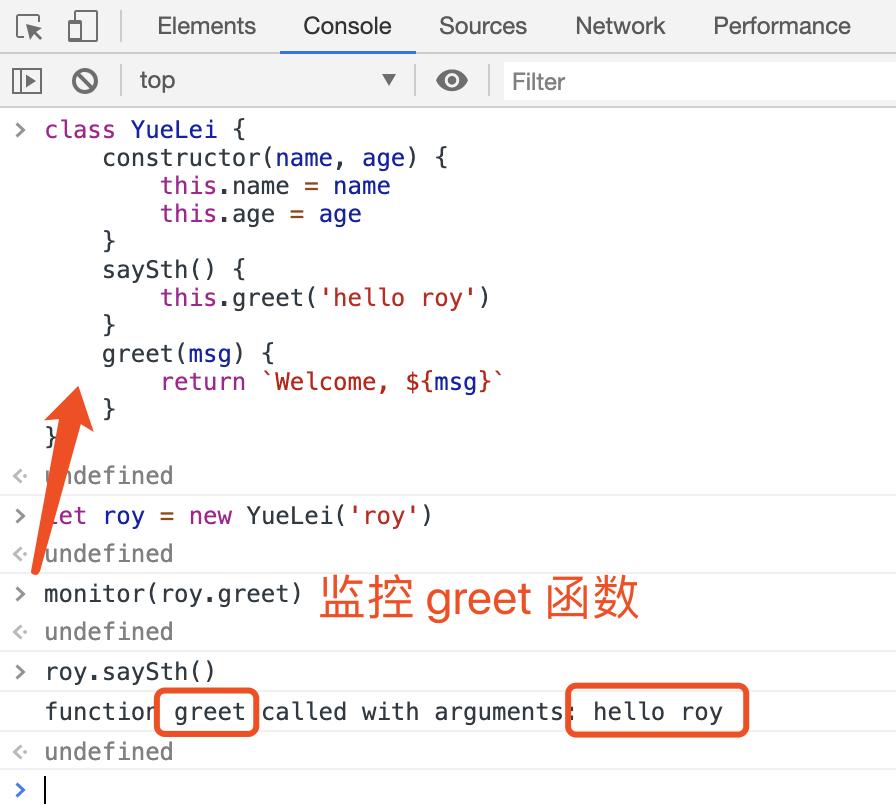 Elements Console Sources Network Performance
top Filter
> class YueLei {
    constructor(name, age) {
        this.name = name
        this.age = age
    }
    saySth() {
        this.greet('hello roy')
    }
    greet(msg) {
        return `Welcome, ${msg}`
    }
}
undefined
> let roy = new YueLei('roy')
undefined
> monitor(roy.greet) 监控 greet 函数
undefined
> roy.saySth()
function greet called with arguments: hello roy
undefined
>